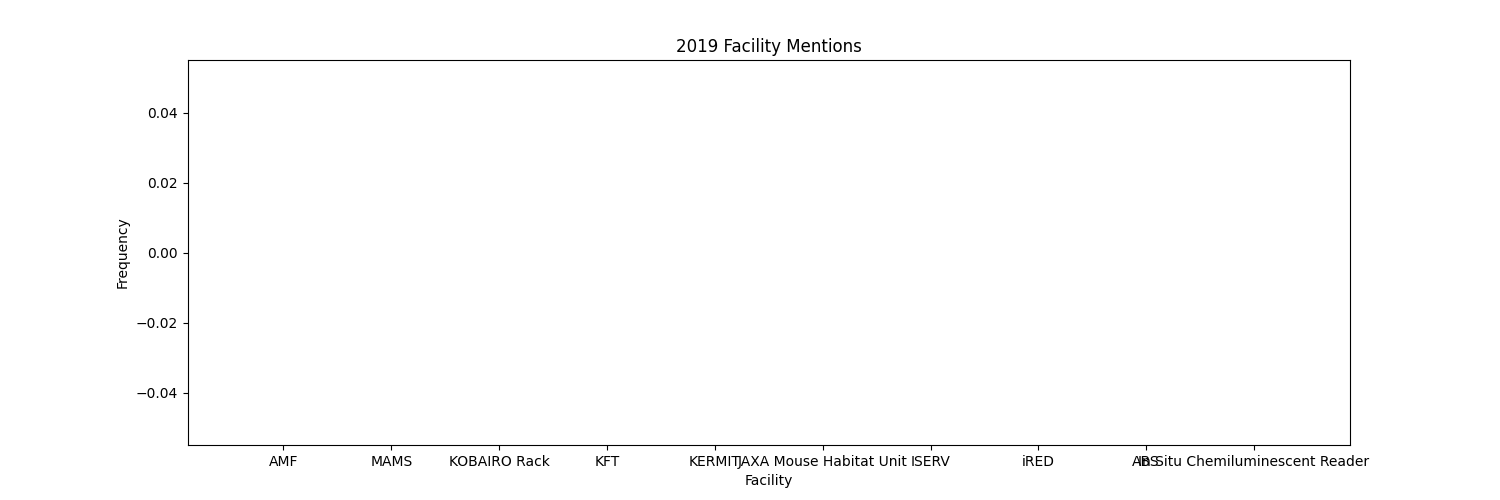 2019 Facility Mentions
Frequency
0.04
0.02
0.00
−0.02
−0.04
AMF MAMS KOBAIRO Rack KFT KERMIT JAXA Mouse Habitat Unit ISERV iRED ABS In Situ Chemiluminescent Reader
Facility